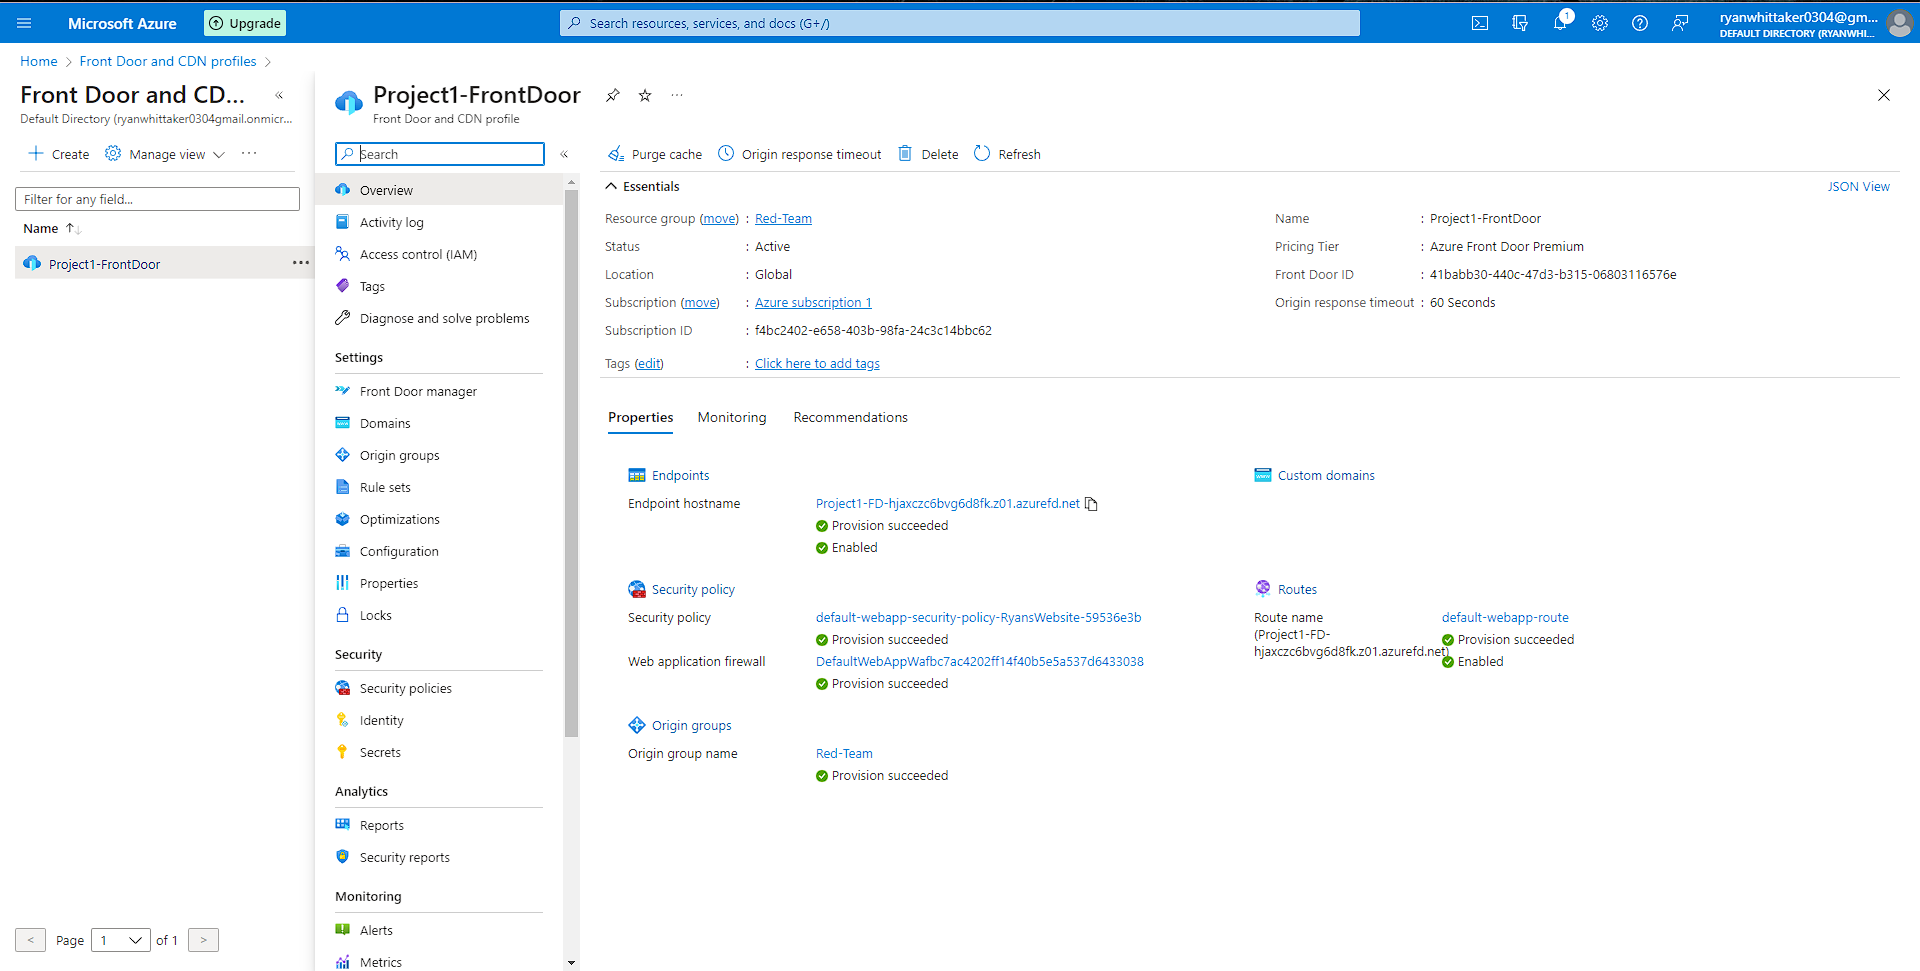 Microsoft Azure
Upgrade
Search resources, services, and docs (G+/)
1
ryanwhittaker0304@gm...
DEFAULT DIRECTORY (RYANWHI...
Home
Front Door and CDN profiles
Front Door and CD...
Default Directory (ryanwhittaker0304gmail.onmicr...
Create
Manage view
Filter for any field...
Name
Project1-FrontDoor
Page
1
of 1
Project1-FrontDoor
Front Door and CDN profile
Search
Overview
Activity log
Access control (IAM)
Tags
Diagnose and solve problems
Settings
Front Door manager
Domains
Origin groups
Rule sets
Optimizations
Configuration
Properties
Locks
Security
Security policies
Identity
Secrets
Analytics
Reports
Security reports
Monitoring
Alerts
Metrics
Purge cache
Origin response timeout
Delete
Refresh
Essentials
JSON View
Resource group (move) : Red-Team
Status : Active
Location : Global
Subscription (move) : Azure subscription 1
Subscription ID : f4bc2402-e658-403b-98fa-24c3c14bbc62
Tags (edit) : Click here to add tags
Name : Project1-FrontDoor
Pricing Tier : Azure Front Door Premium
Front Door ID : 41babb30-440c-47d3-b315-06803116576e
Origin response timeout : 60 Seconds
Properties
Monitoring
Recommendations
Endpoints
Endpoint hostname
Project1-FD-hjaxczc6bvg6d8fk.z01.azurefd.net
Provision succeeded
Enabled
Custom domains
Security policy
Security policy
default-webapp-security-policy-RyansWebsite-59536e3b
Provision succeeded
Web application firewall
DefaultWebAppWafbc7ac4202ff14f40b5e5a537d6433038
Provision succeeded
Routes
Route name
(Project1-FD-
hjaxczc6bvg6d8fk.z01.azurefd.net)
default-webapp-route
Provision succeeded
Enabled
Origin groups
Origin group name
Red-Team
Provision succeeded